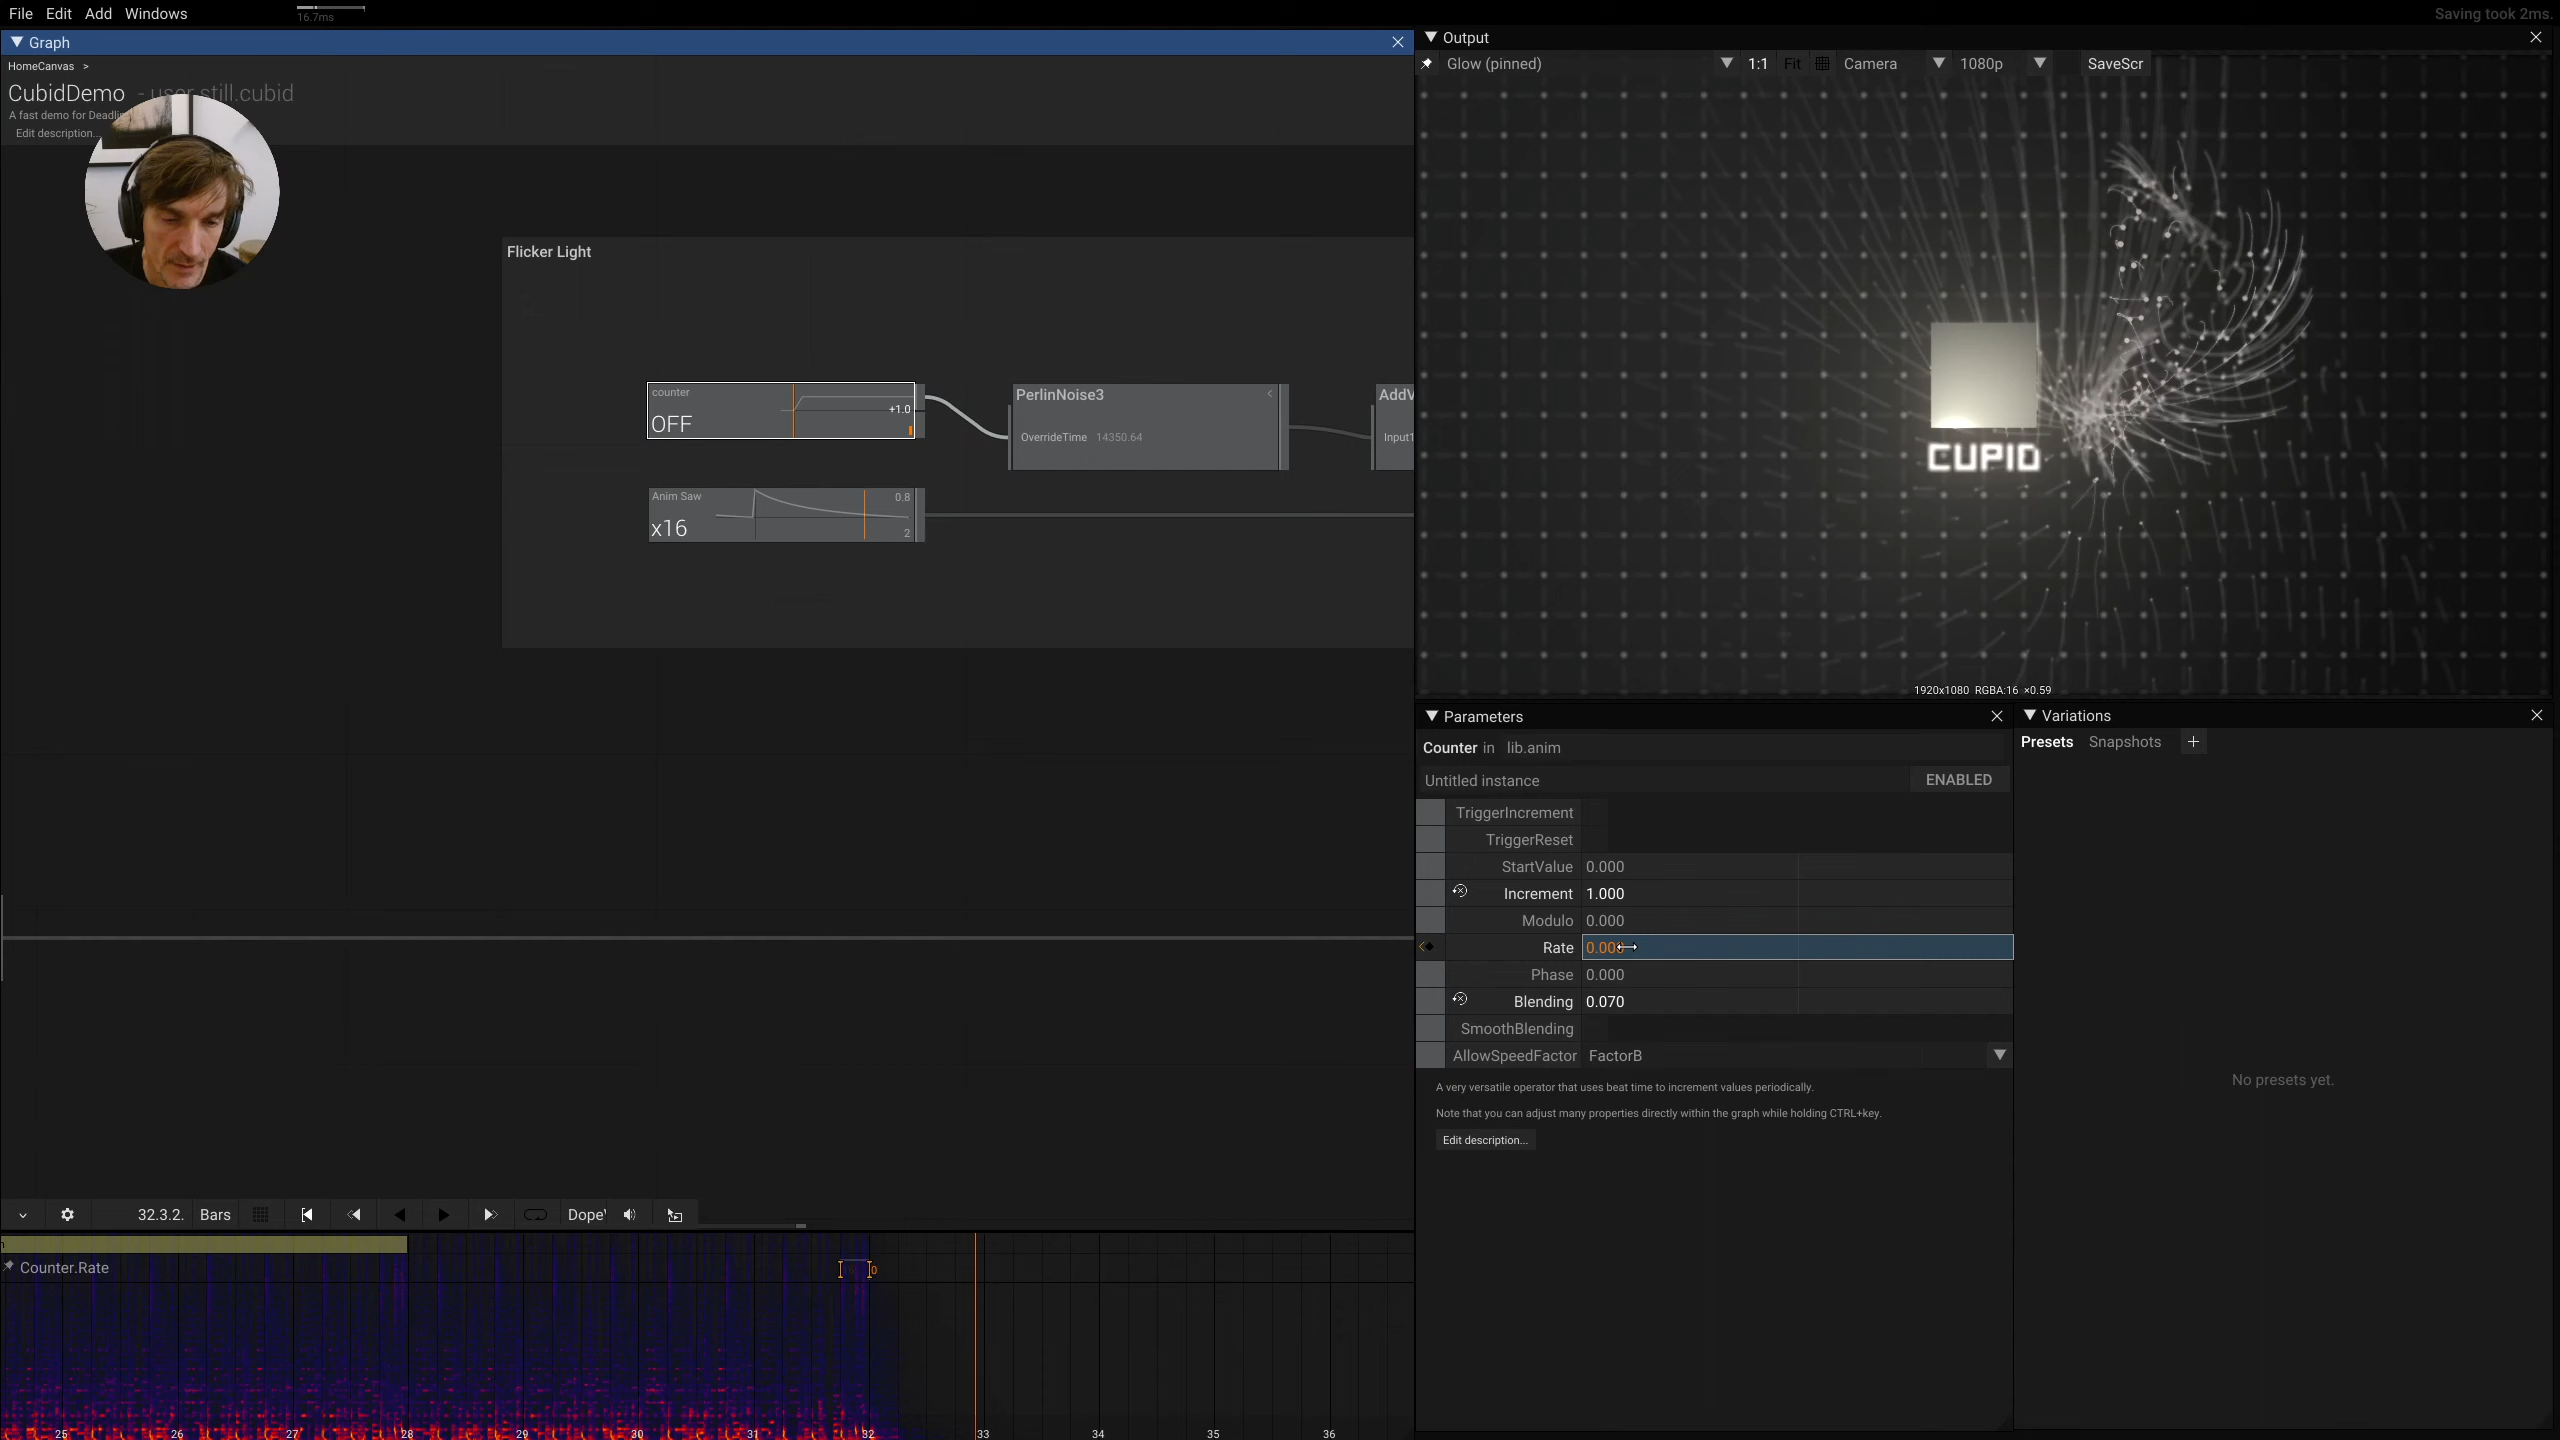 File Edit Add Windows
16.7ms
Saving took 2ms.
Graph
HomeCanvas >
CubidDemo - user.still.cubid
A fast demo for Deadli
Edit description...
Flicker Light
counter
OFF
+1.0
PerlinNoise3 <
OverrideTime 14350.64
AddV
Input1
Anim Saw
x16
0.8
2
Output
Glow (pinned) 1:1 Fit Camera 1080p SaveScr
CUPID
1920x1080 RGBA:16 ×0.59
Parameters
Counter in lib.anim
Untitled instance ENABLED
TriggerIncrement
TriggerReset
StartValue 0.000
Increment 1.000
Modulo 0.000
Rate 0.000
Phase 0.000
Blending 0.070
SmoothBlending
AllowSpeedFactor FactorB
A very versatile operator that uses beat time to increment values periodically.
Note that you can adjust many properties directly within the graph while holding CTRL+key.
Edit description...
Variations
Presets Snapshots +
No presets yet.
32.3.2. Bars Dope
Counter.Rate
0
25 26 27 28 29 30 31 32 33 34 35 36